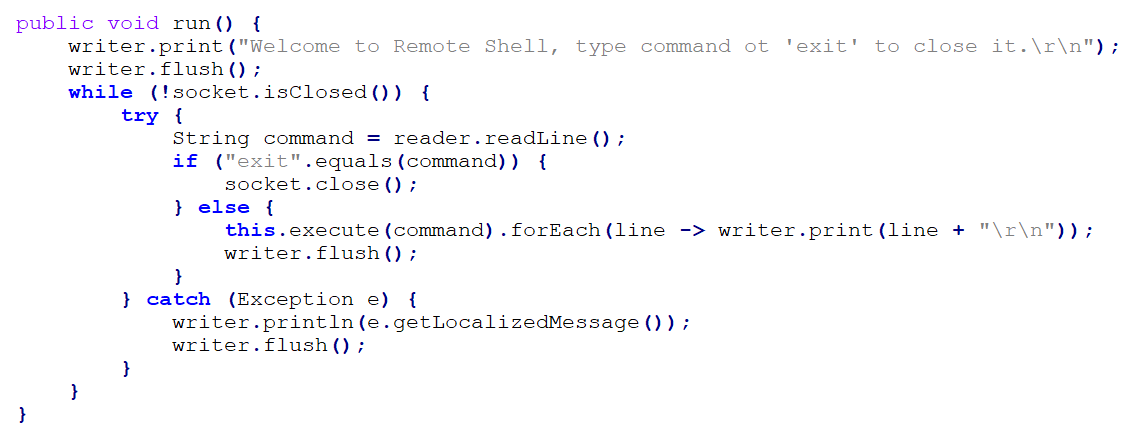 public void run() {
    writer.print("Welcome to Remote Shell, type command ot 'exit' to close it.\r\n");
    writer.flush();
    while (!socket.isClosed()) {
        try {
            String command = reader.readLine();
            if ("exit".equals(command)) {
                socket.close();
            } else {
                this.execute(command).forEach(line -> writer.print(line + "\r\n"));
                writer.flush();
            }
        } catch (Exception e) {
            writer.println(e.getLocalizedMessage());
            writer.flush();
        }
    }
}